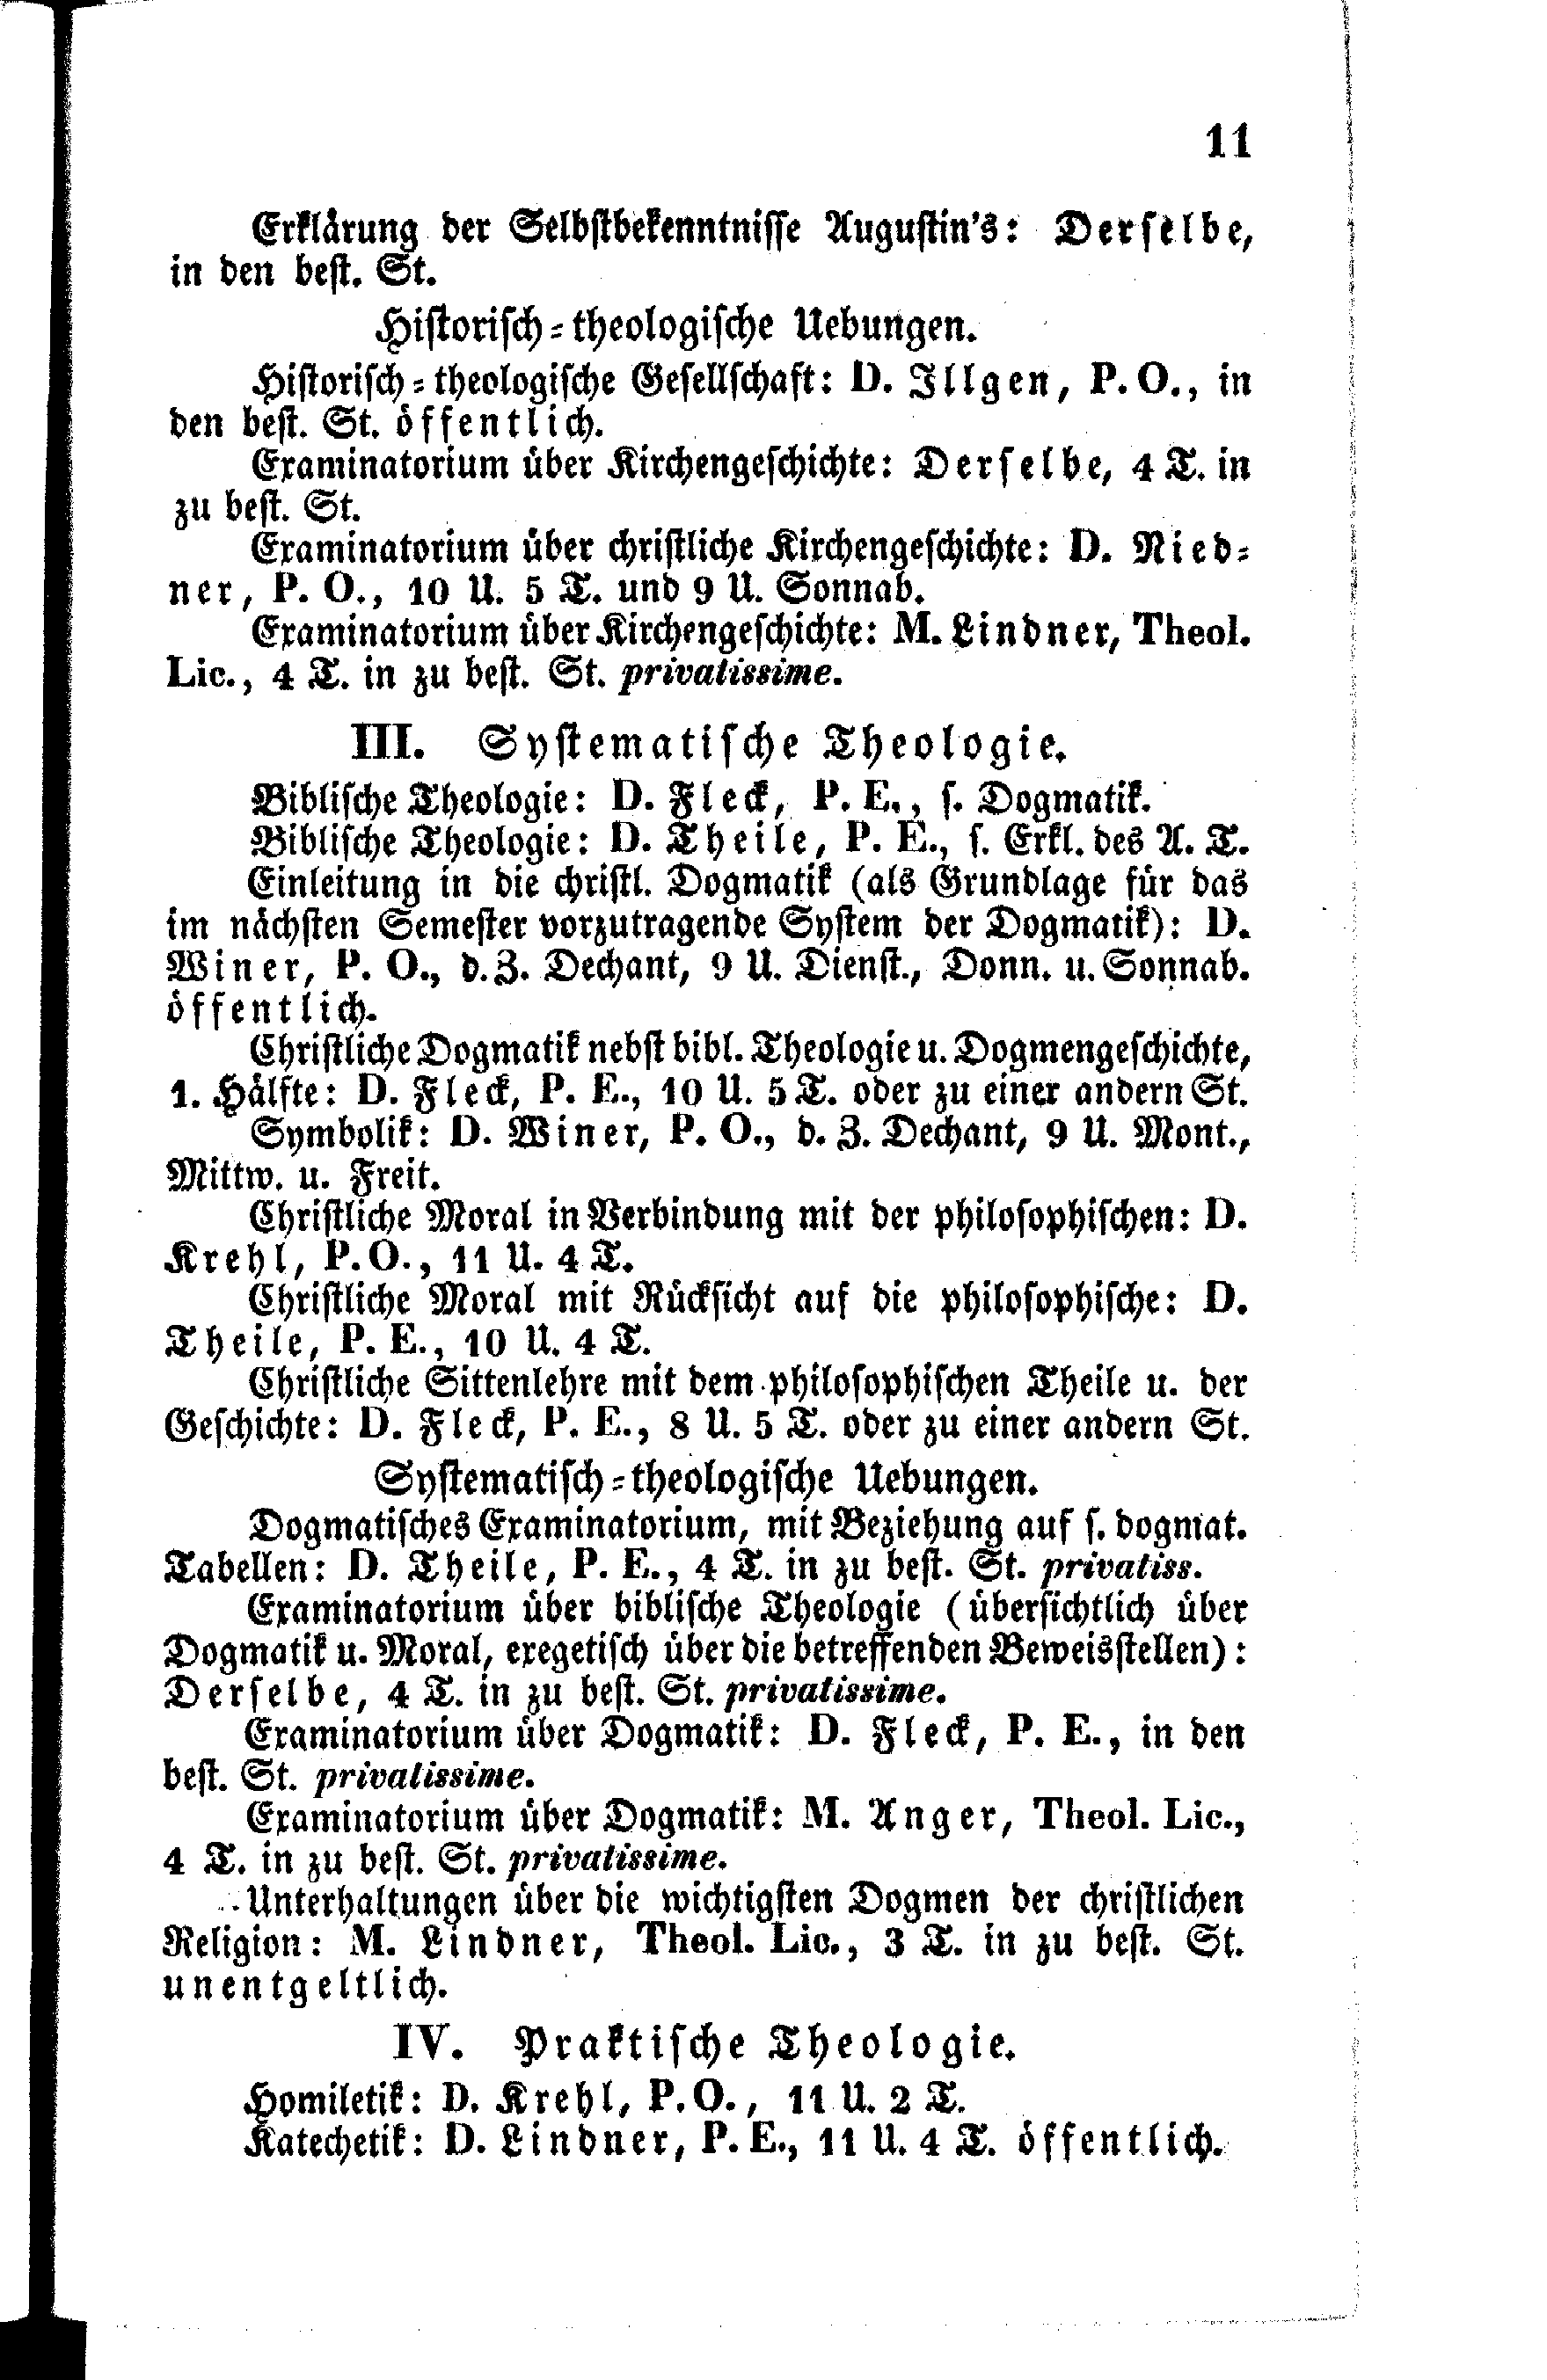 11
Erklärung der Selbstbekenntnisse Augustin's: Derselbe,
in den best. St.
Historisch-theologische Uebungen.
Historisch-theologische Gesellschaft: D. Illgen, P. O., in
den best. St. öffentlich.
Examinatorium über Kirchengeschichte: Derselbe, 4 T. in
zu best. St.
Examinatorium über christliche Kirchengeschichte: D. Nied-
ner, P. O., 10 U. 5 T. und 9 U. Sonnab.
Examinatorium über Kirchengeschichte: M. Lindner, Theol.
Lic., 4 T. in zu best. St. privatissime.
III. Systematische Theologie.
Biblische Theologie: D. Fleck, P. E., s. Dogmatik.
Biblische Theologie: D. Theile, P. E., s. Erkl. des A. T.
Einleitung in die christl. Dogmatik (als Grundlage für das
im nächsten Semester vorzutragende System der Dogmatik): D.
Winer, P. O., d. Z. Dechant, 9 U. Dienst., Donn. u. Sonnab.
öffentlich.
Christliche Dogmatik nebst bibl. Theologie u. Dogmengeschichte,
1. Hälfte: D. Fleck, P. E., 10 U. 5 T. oder zu einer andern St.
Symbolik: D. Winer, P. O., d. Z. Dechant, 9 U. Mont.,
Mittw. u. Freit.
Christliche Moral in Verbindung mit der philosophischen: D.
Krehl, P. O., 11 U. 4 T.
Christliche Moral mit Rücksicht auf die philosophische: D.
Theile, P. E., 10 U. 4 T.
Christliche Sittenlehre mit dem philosophischen Theile u. der
Geschichte: D. Fleck, P. E., 8 U. 5 T. oder zu einer andern St.
Systematisch-theologische Uebungen.
Dogmatisches Examinatorium, mit Beziehung auf s. dogmat.
Tabellen: D. Theile, P. E., 4 T. in zu best. St. privatiss.
Examinatorium über biblische Theologie (übersichtlich über
Dogmatik u. Moral, exegetisch über die betreffenden Beweisstellen):
Derselbe, 4 T. in zu best. St. privatissime.
Examinatorium über Dogmatik: D. Fleck, P. E., in den
best. St. privatissime.
Examinatorium über Dogmatik: M. Anger, Theol. Lic.,
4 T. in zu best. St. privatissime.
Unterhaltungen über die wichtigsten Dogmen der christlichen
Religion: M. Lindner, Theol. Lic., 3 T. in zu best. St.
unentgeltlich.
IV. Praktische Theologie.
Homiletik: D. Krehl, P. O., 11 U. 2 T.
Katechetik: D. Lindner, P. E., 11 U. 4 T. öffentlich.